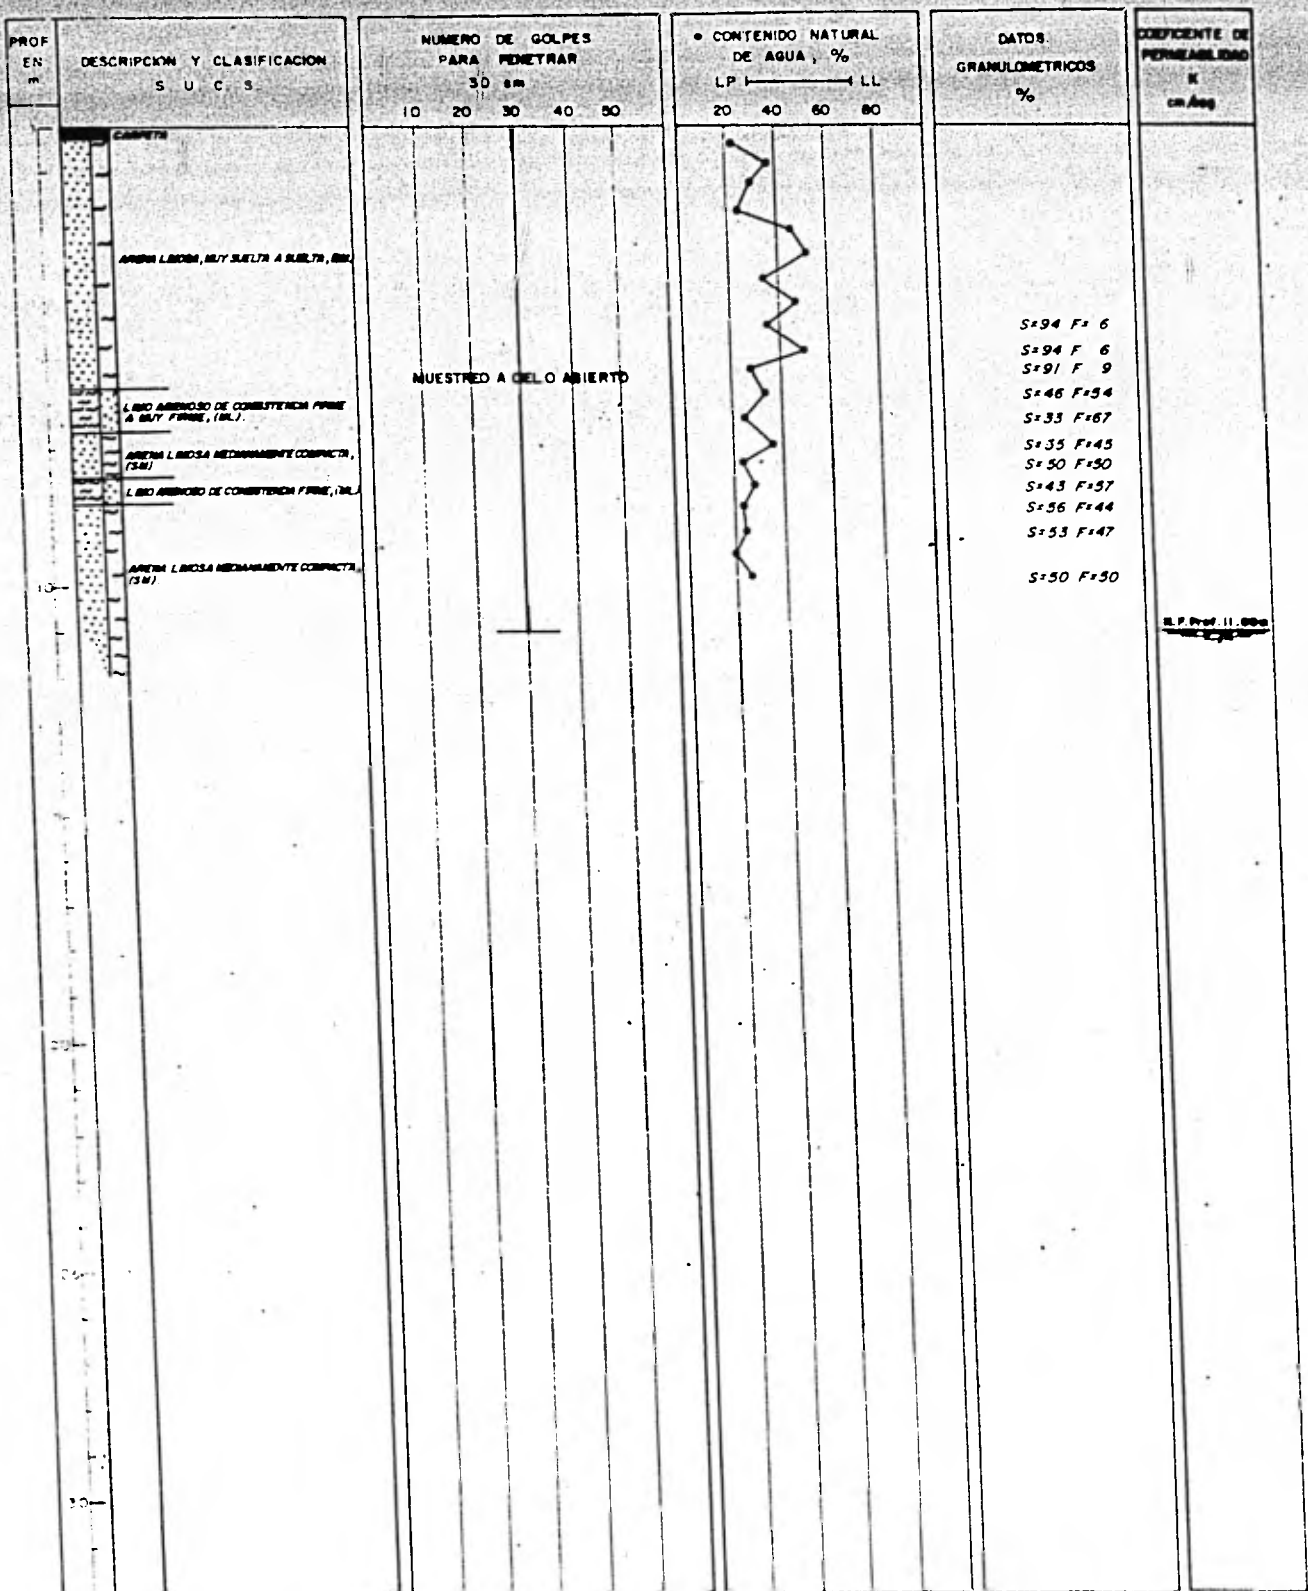 PROF
EN
m
DESCRIPCION Y CLASIFICACION
S U C S
NUMERO DE GOLPES
PARA PENETRAR
30 cm
10 20 30 40 50
• CONTENIDO NATURAL
DE AGUA, %
LP LL
20 40 60 80
DATOS.
GRANULOMETRICOS
%
COEFICIENTE DE
PERMEABILIDAD
K
cm/seg
CARPETA
ARENA LIMOSA, MUY SUELTA A SUELTA,
MUESTREO A CIELO ABIERTO
LIMO ARENOSO DE CONSISTENCIA FIRME
A MUY FIRME, (ML).
ARENA LIMOSA MEDIANAMENTE COMPACTA,
(SM)
LIMO ARENOSO DE CONSISTENCIA FIRME, (ML)
ARENA LIMOSA MEDIANAMENTE COMPACTA,
(SM).
S=94 F= 6
S=94 F 6
S=91 F 9
S=46 F=54
S=33 F=67
S=35 F=45
S=50 F=50
S=43 F=57
S=56 F=44
S=53 F=47
S=50 F=50
N.F. Prof. 11.00m
10
30